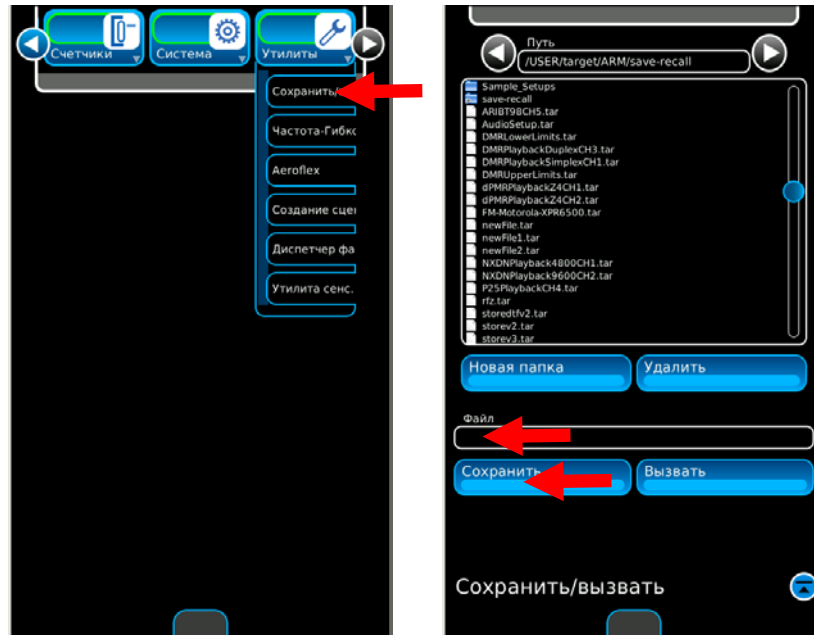 Счетчики
Система
Утилиты
Сохранить/
Частота-Гибкс
Aeroflex
Создание сце
Диспетчер фа
Утилита сенс.
Путь
/USER/target/ARM/save-recall
Sample_Setups
save-recall
ARIBT98CH5.tar
AudioSetup.tar
DMRLowerLimits.tar
DMRPlaybackDuplexCH3.tar
DMRPlaybackSimplexCH1.tar
DMRUpperLimits.tar
dPMRPlaybackZ4CH1.tar
dPMRPlaybackZ4CH2.tar
FM-Motorola-XPR6500.tar
newFile.tar
newFile1.tar
newFile2.tar
NXDNPlayback4800CH1.tar
NXDNPlayback9600CH2.tar
P25PlaybackCH4.tar
rfz.tar
storedtfv2.tar
storev2.tar
storev3.tar
Новая папка
Удалить
Файл
Сохранить
Вызвать
Сохранить/вызвать